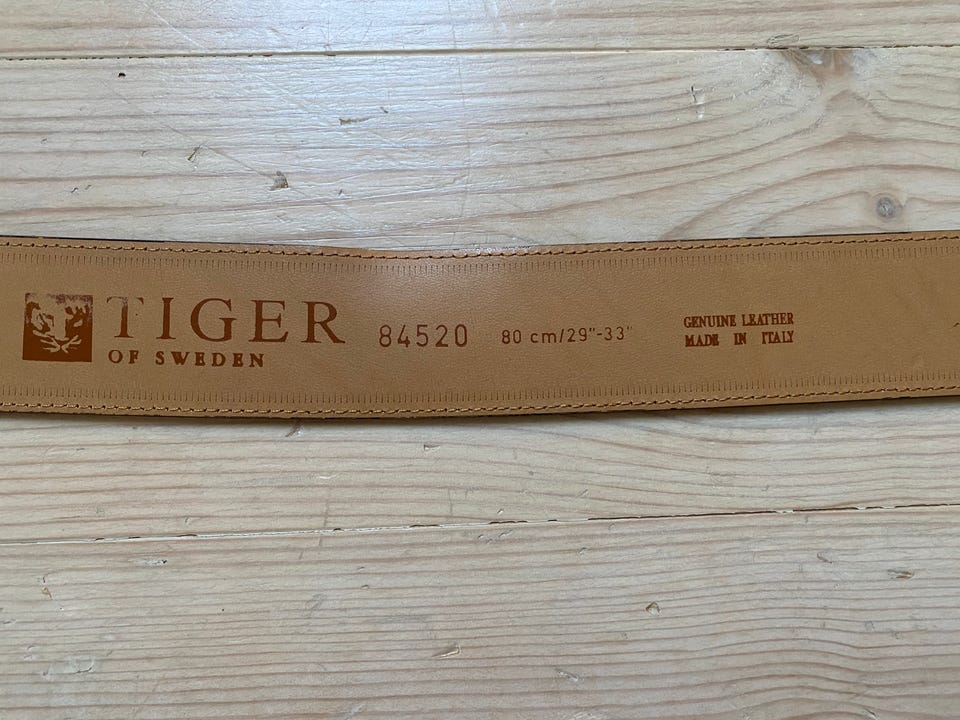 TIGER
OF SWEDEN
84520
80 cm/29"-33"
GENUINE LEATHER
MADE IN ITALY